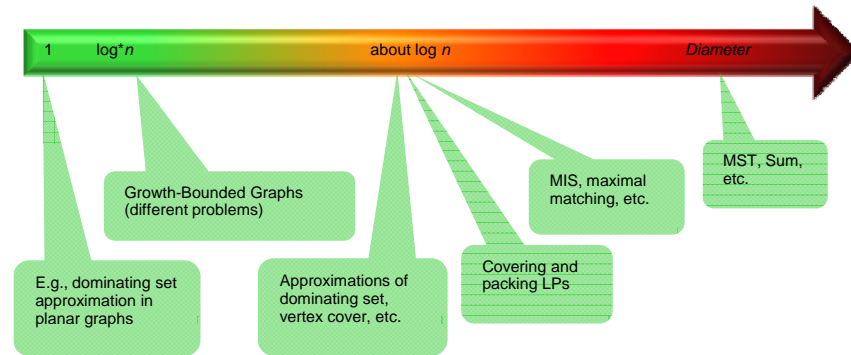 1 log*n about log n Diameter
MST, Sum,
etc.
MIS, maximal
matching, etc.
Growth-Bounded Graphs
(different problems)
Covering and
packing LPs
E.g., dominating set
approximation in
planar graphs
Approximations of
dominating set,
vertex cover, etc.